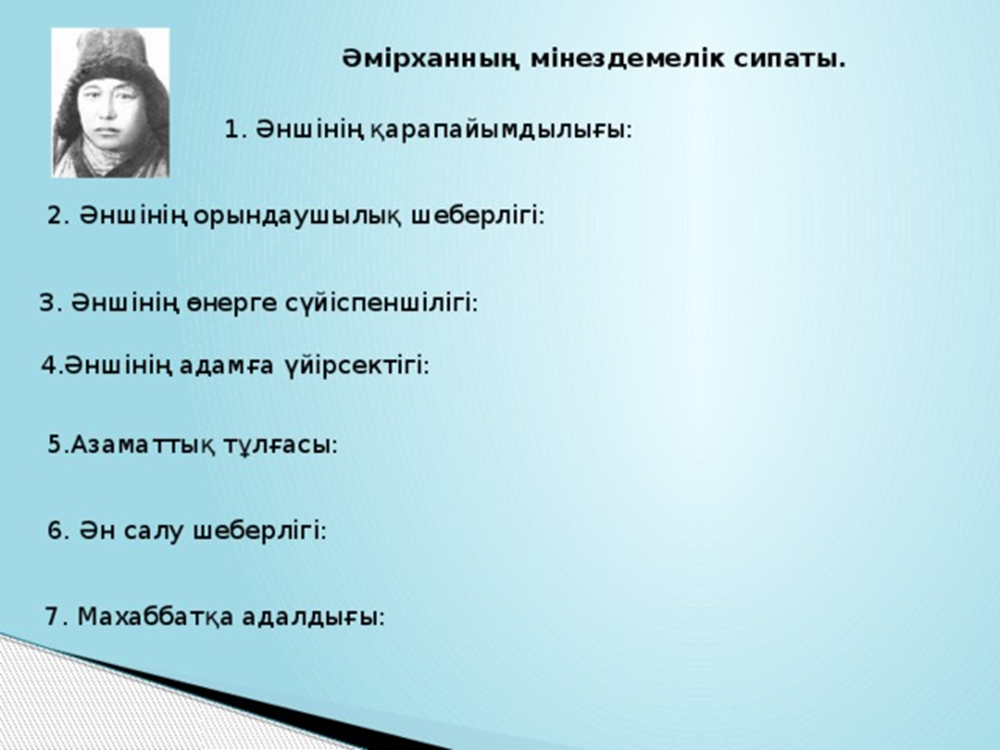 Әмірханның мінездемелік сипаты.
1. Әншінің қарапайымдылығы:
2. Әншінің орындаушылық шеберлігі:
3. Әншінің өнерге сүйіспеншілігі:
4.Әншінің адамға үйірсектігі:
5.Азаматтық тұлғасы:
6. Ән салу шеберлігі:
7. Махаббатқа адалдығы: